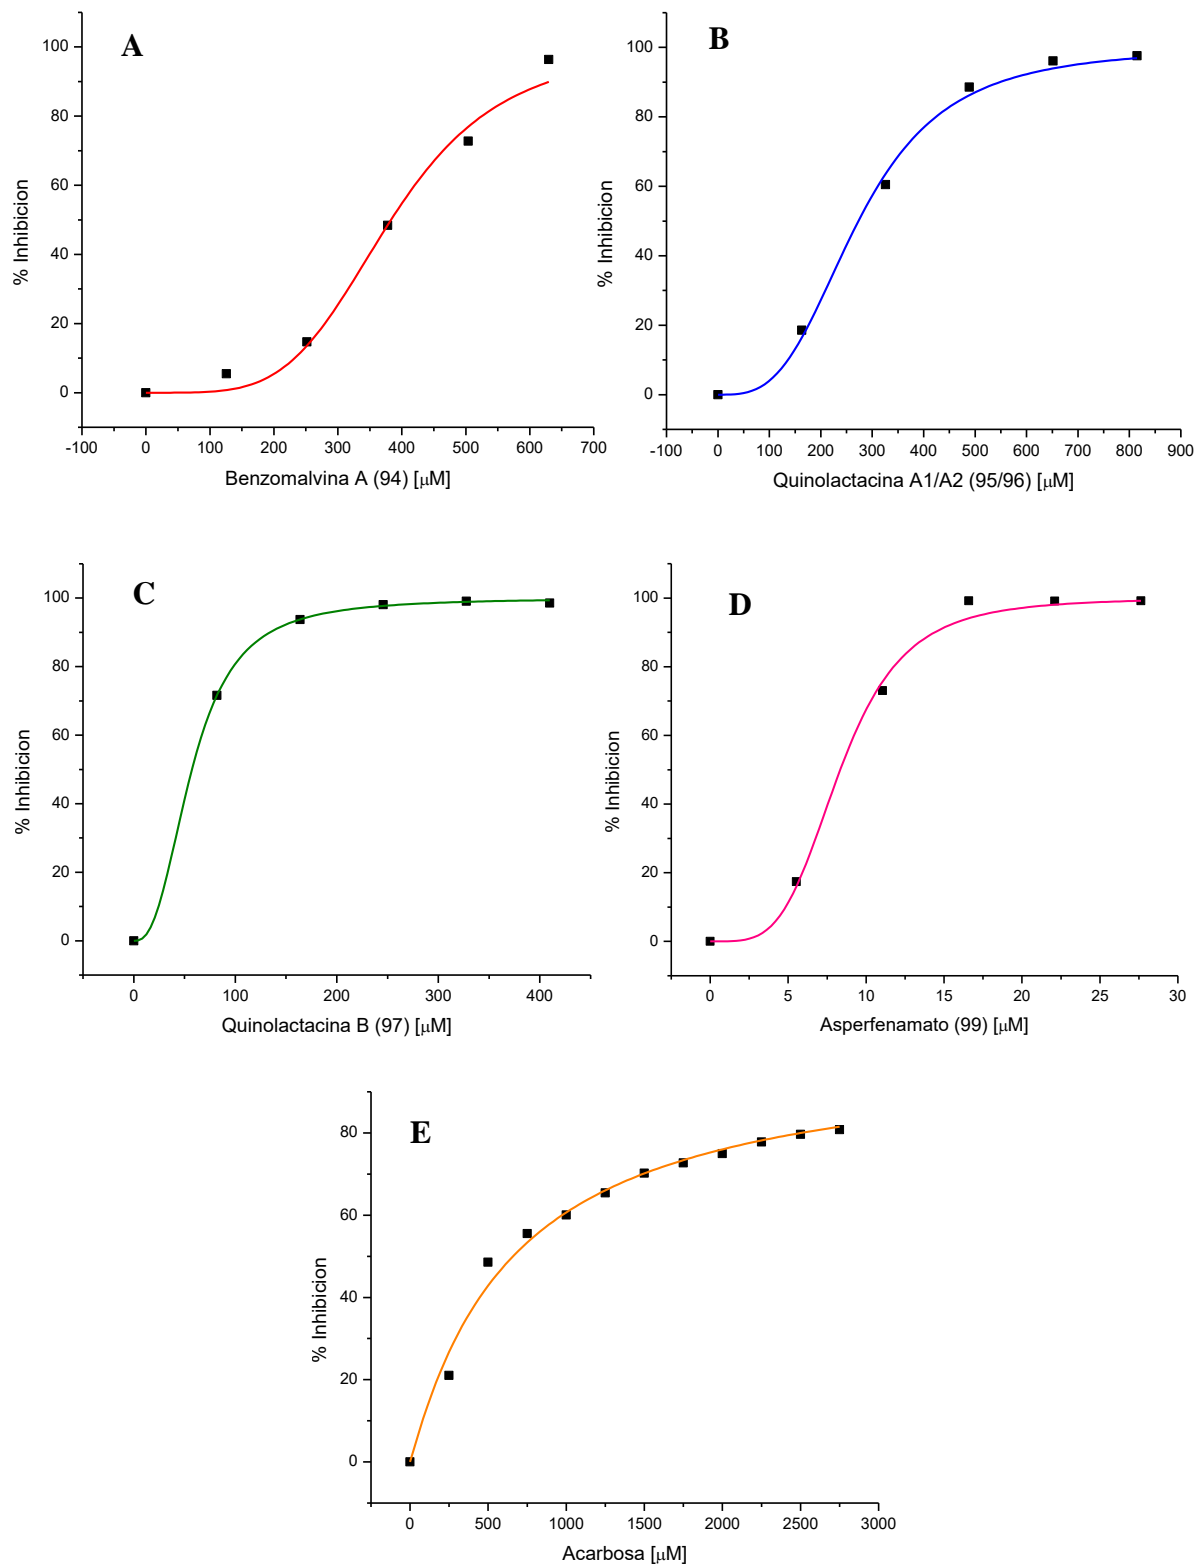 A
% Inhibicion
100
80
60
40
20
0
-100 0 100 200 300 400 500 600 700
Benzomalvina A (94) [μM]
B
% Inhibicion
100
80
60
40
20
0
-100 0 100 200 300 400 500 600 700 800 900
Quinolactacina A1/A2 (95/96) [μM]
C
% Inhibicion
100
80
60
40
20
0
0 100 200 300 400
Quinolactacina B (97) [μM]
D
% Inhibicion
100
80
60
40
20
0
0 5 10 15 20 25 30
Asperfenamato (99) [μM]
E
% Inhibicion
80
60
40
20
0
0 500 1000 1500 2000 2500 3000
Acarbosa [μM]